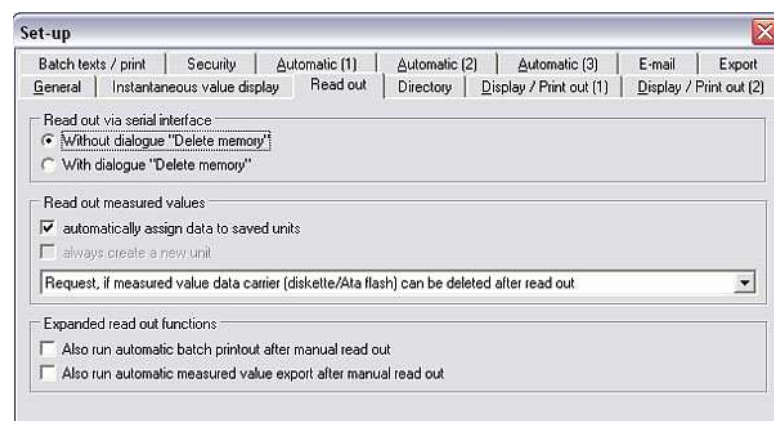 Set-up
Batch texts / print Security Automatic (1) Automatic (2) Automatic (3) E-mail Export
General Instantaneous value display Read out Directory Display / Print out (1) Display / Print out (2)
Read out via serial interface
Without dialogue "Delete memory"
With dialogue "Delete memory"
Read out measured values
automatically assign data to saved units
always create a new unit
Request, if measured value data carrier (diskette/Ata flash) can be deleted after read out
Expanded read out functions
Also run automatic batch printout after manual read out
Also run automatic measured value export after manual read out